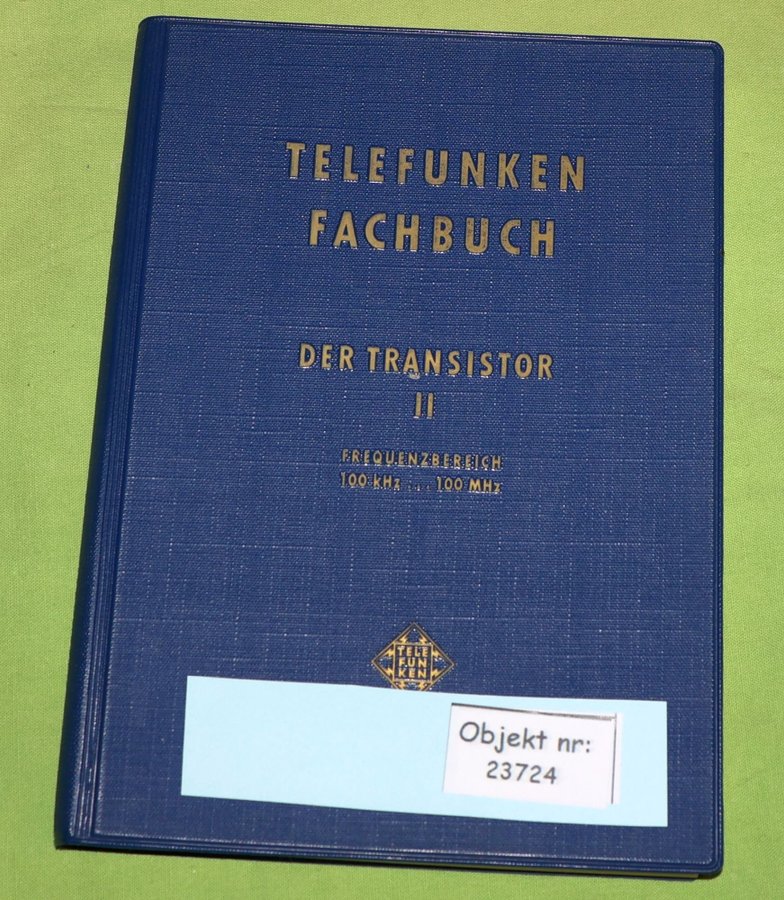 TELEFUNKEN
FACHBUCH
DER TRANSISTOR
II
FREQUENZBEREICH
100 KHz ... 100 MHz
TELE
FUN
KEN
Objekt nr:
23724